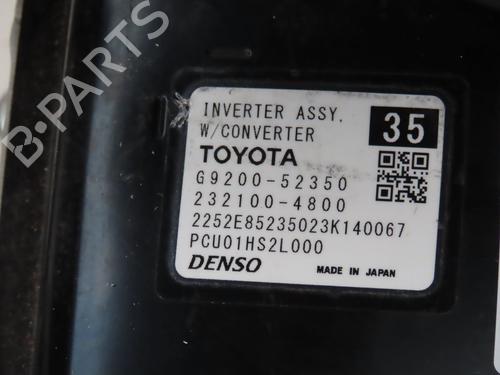 INVERTER ASSY,
W/CONVERTER
35
TOYOTA
G9200-52350
232100-4800
2252E85235023K140067
PCU01HS2L000
DENSO
MADE IN JAPAN
B-PARTS